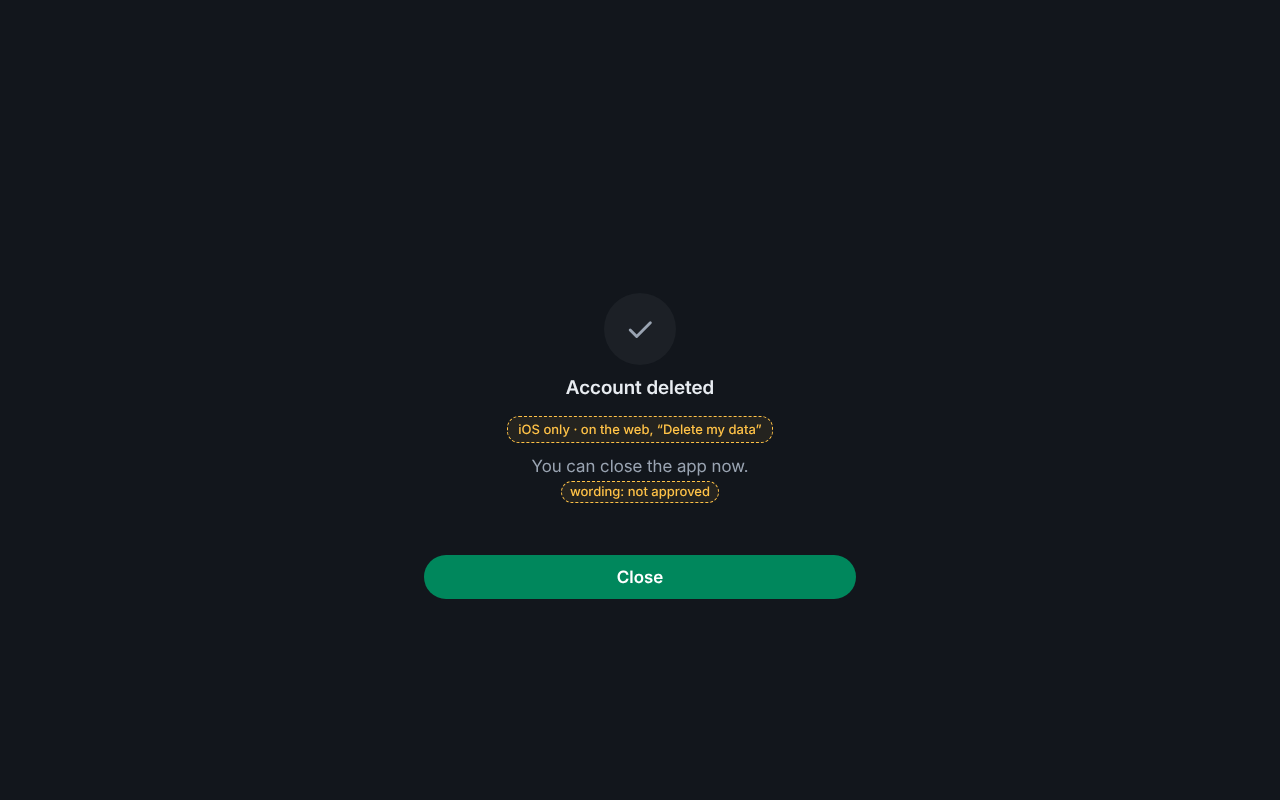 Account deleted
iOS only · on the web, “Delete my data”
You can close the app now.
wording: not approved
Close